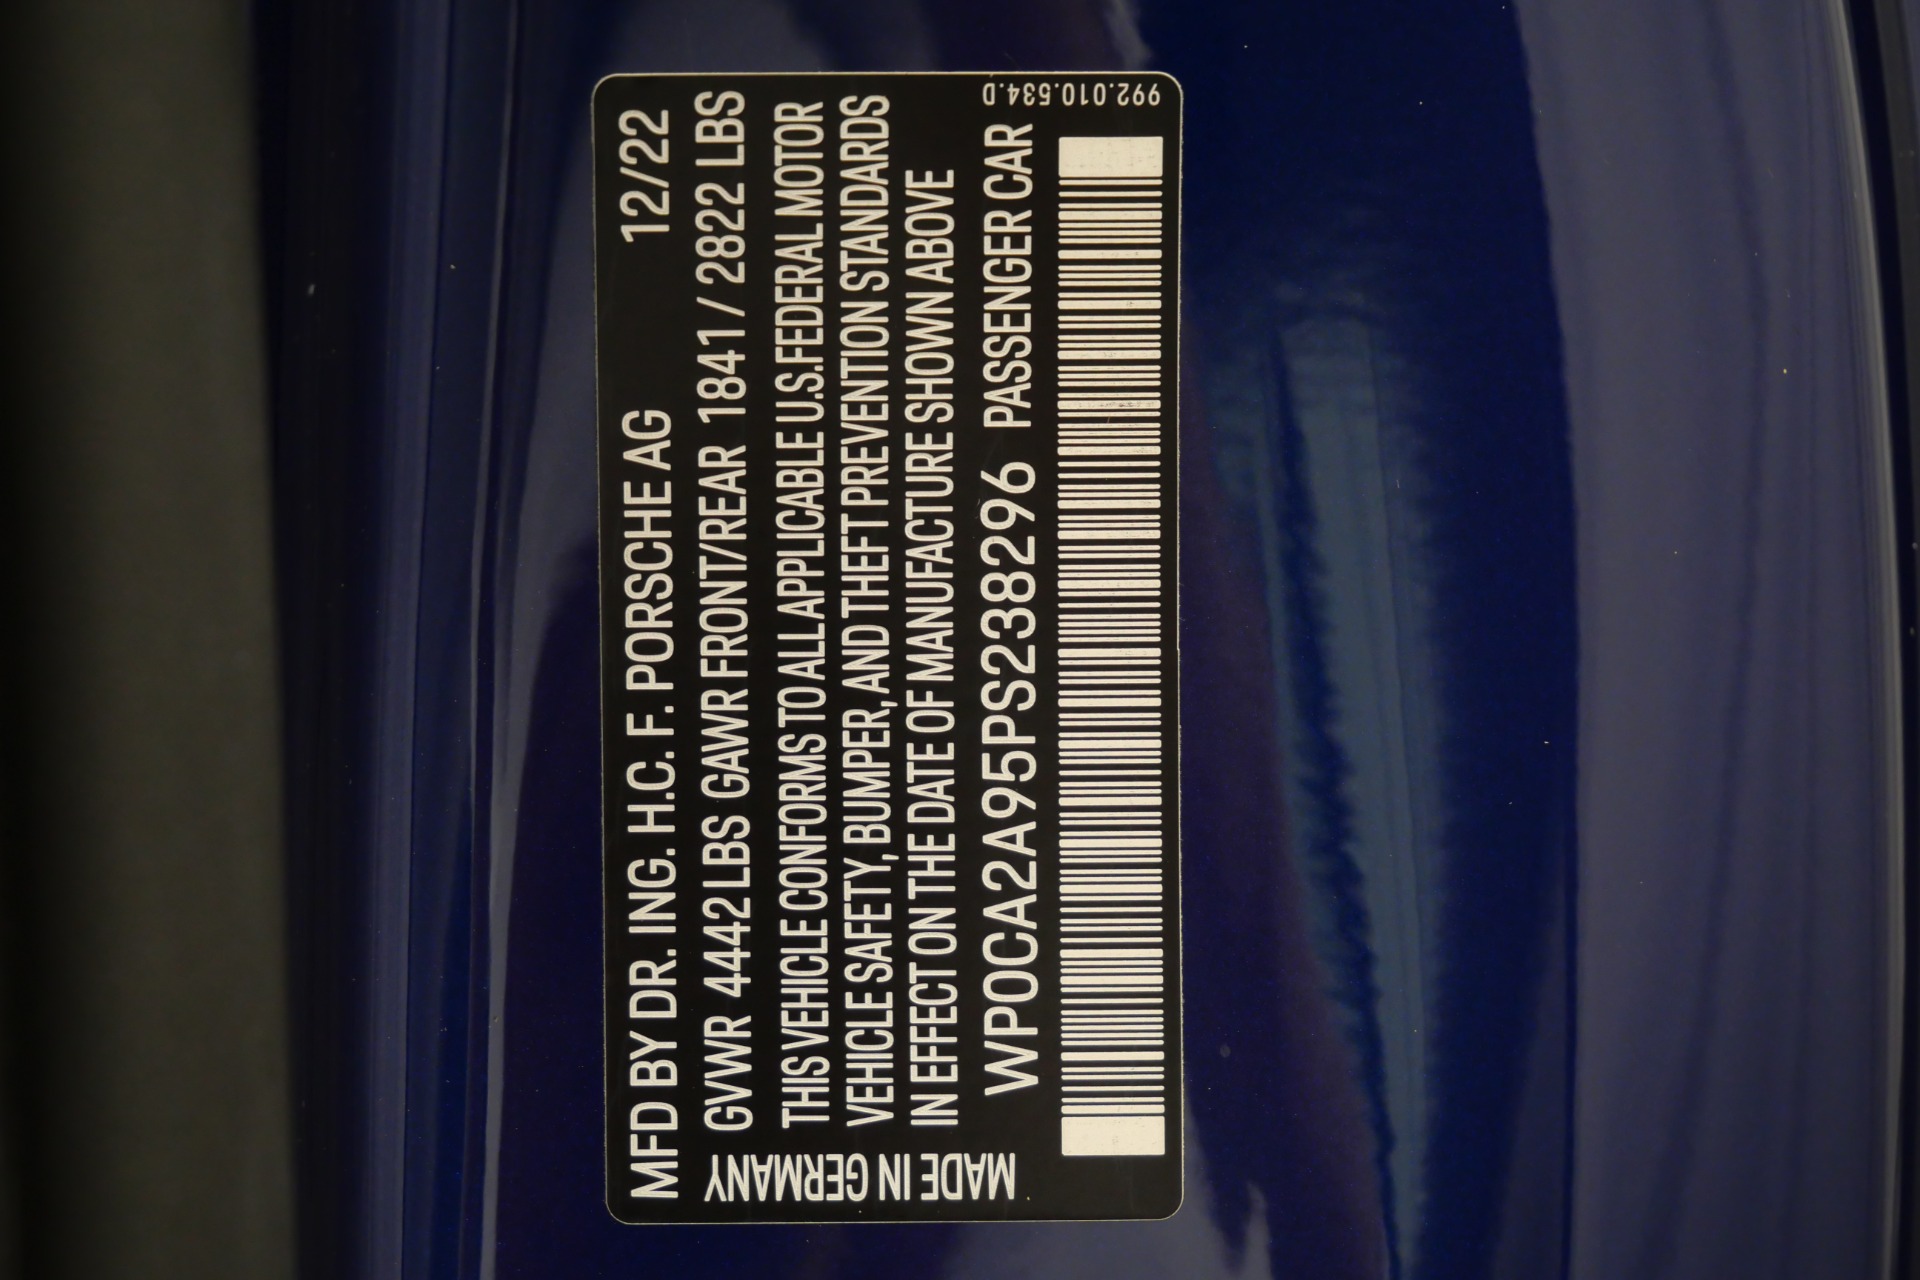 MFD BY DR. ING. H.C. F. PORSCHE AG 12/22
GVWR 4442 LBS GAWR FRONT/REAR 1841 / 2822 LBS
THIS VEHICLE CONFORMS TO ALL APPLICABLE U.S. FEDERAL MOTOR
VEHICLE SAFETY, BUMPER, AND THEFT PREVENTION STANDARDS
IN EFFECT ON THE DATE OF MANUFACTURE SHOWN ABOVE
WP0CA2A95PS238296 PASSENGER CAR
MADE IN GERMANY
992.010.534.D